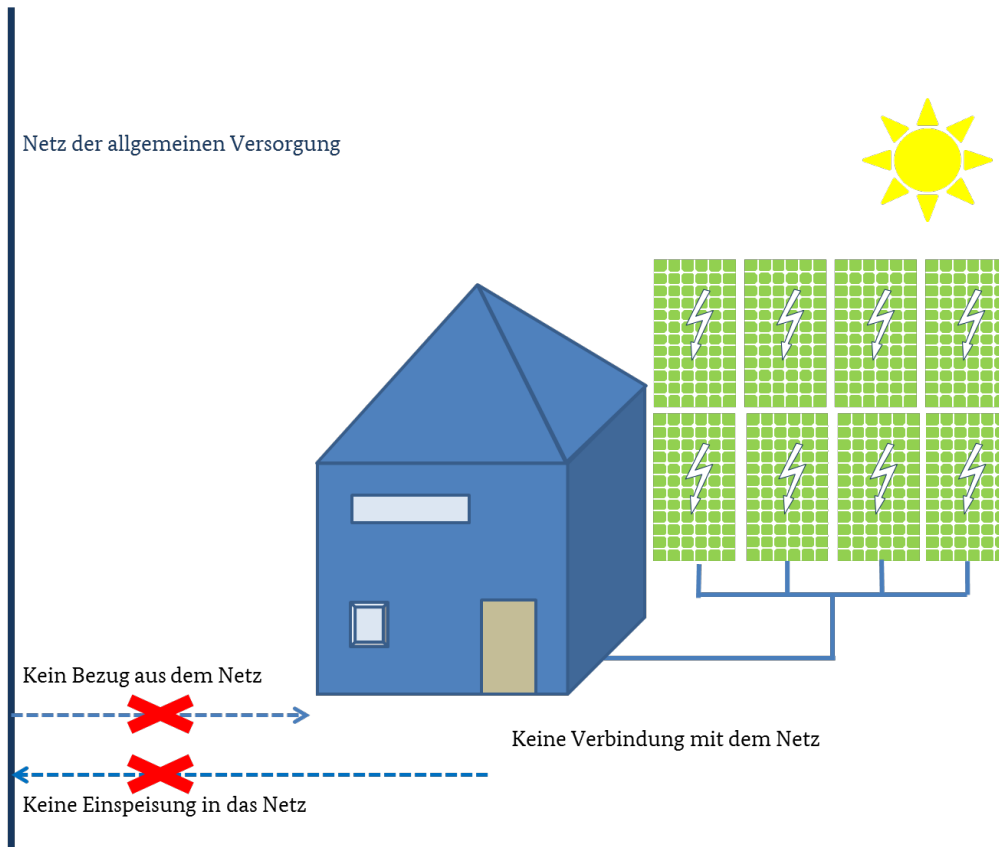 Netz der allgemeinen Versorgung
Kein Bezug aus dem Netz
Keine Verbindung mit dem Netz
Keine Einspeisung in das Netz